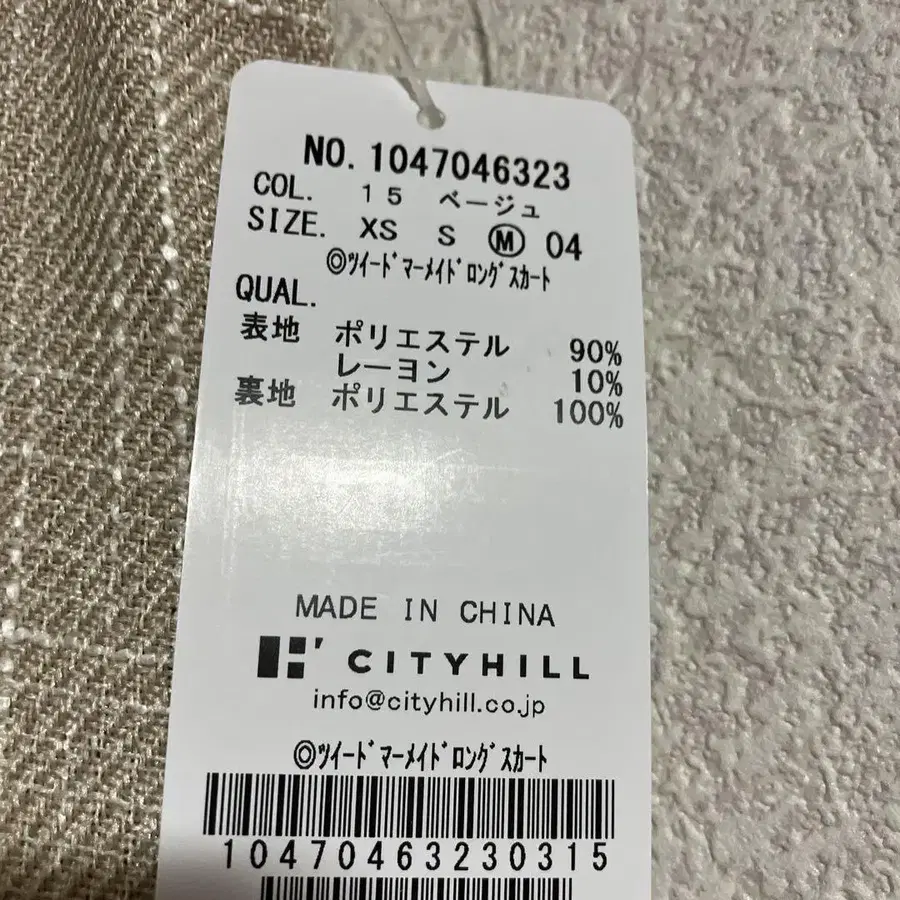 NO. 1047046323
COL. 15 ベージュ
SIZE. XS S Ⓜ 04
◎ﾂｲｰﾄﾞﾏｰﾒｲﾄﾞﾛﾝｸﾞｽｶｰﾄ
QUAL.
表地 ポリエステル 90%
レーヨン 10%
裏地 ポリエステル 100%
MADE IN CHINA
CITYHILL
info@cityhill.co.jp
◎ﾂｲｰﾄﾞﾏｰﾒｲﾄﾞﾛﾝｸﾞｽｶｰﾄ
10470463230315